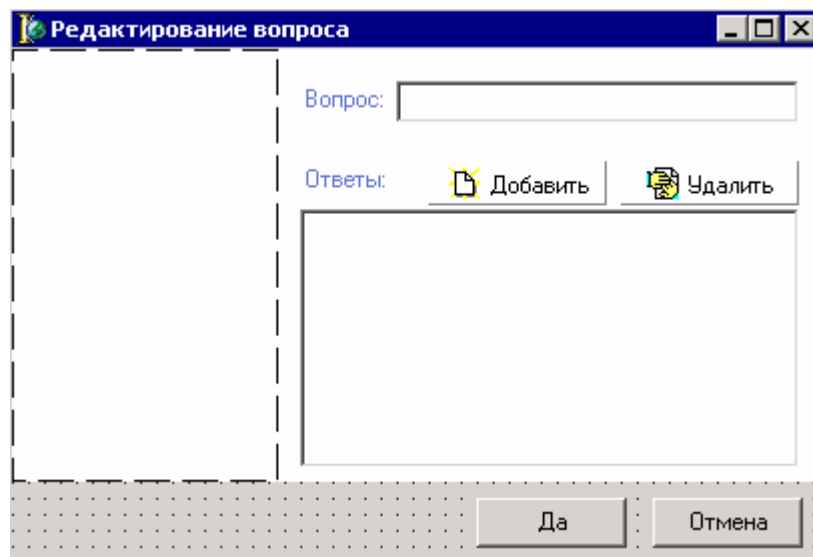 Редактирование вопроса
Вопрос:
Ответы: Добавить Удалить
Да Отмена